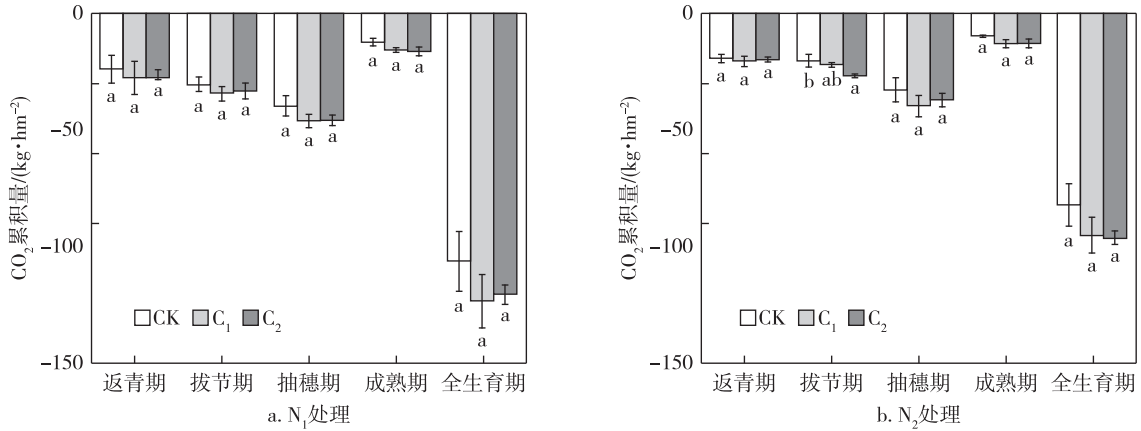 0
-50
-100
-150
CO₂累积量/(kg·hm⁻²)
a a a
a a a
a a a
a a a
a a a
CK C₁ C₂
返青期 拔节期 抽穗期 成熟期 全生育期
a. N₁处理
0
-50
-100
-150
CO₂累积量/(kg·hm⁻²)
a a a
b ab a
a a a
a a a
a a a
CK C₁ C₂
返青期 拔节期 抽穗期 成熟期 全生育期
b. N₂处理